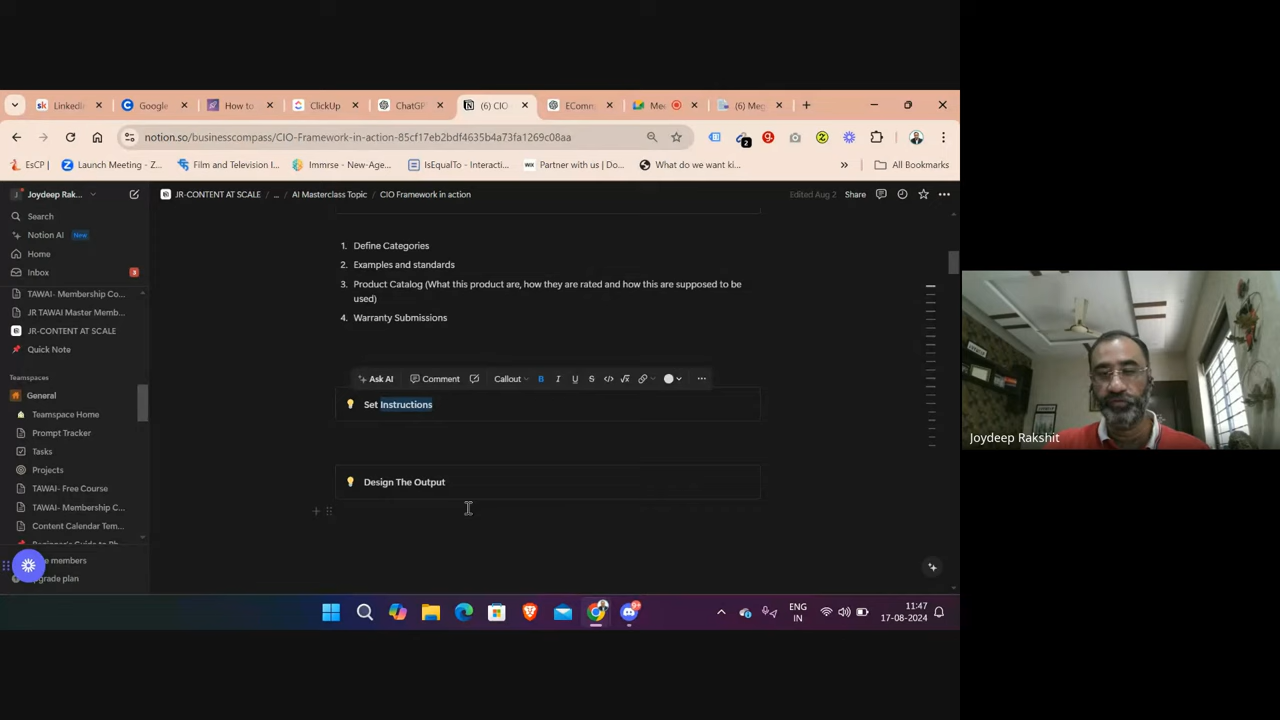 LinkedI
Google
How to
ClickUp
ChatGP
(6) CIO
EComm
Mee
(6) Meg
notion.so/businesscompass/CIO-Framework-in-action-85cf17eb2bdf4635b4a73fa1269c08aa
2
EsCP |
Launch Meeting - Z...
Film and Television I...
Immrse - New-Age...
IsEqualTo - Interacti...
Partner with us | Do...
What do we want ki...
All Bookmarks
Joydeep Rak...
JR-CONTENT AT SCALE / ... / AI Masterclass Topic / CIO Framework in action
Edited Aug 2
Share
Search
Notion AI New
Home
Inbox 3
TAWAI- Membership Co...
JR TAWAI Master Memb...
JR-CONTENT AT SCALE
Quick Note
Teamspaces
General
Teamspace Home
Prompt Tracker
Tasks
Projects
TAWAI- Free Course
TAWAI- Membership C...
Content Calendar Tem...
e members
pgrade plan
1. Define Categories
2. Examples and standards
3. Product Catalog (What this product are, how they are rated and how this are supposed to be
used)
4. Warranty Submissions
Ask AI
Comment
Callout
B i U S
Set Instructions
Design The Output
Joydeep Rakshit
ENG
IN
11:47
17-08-2024